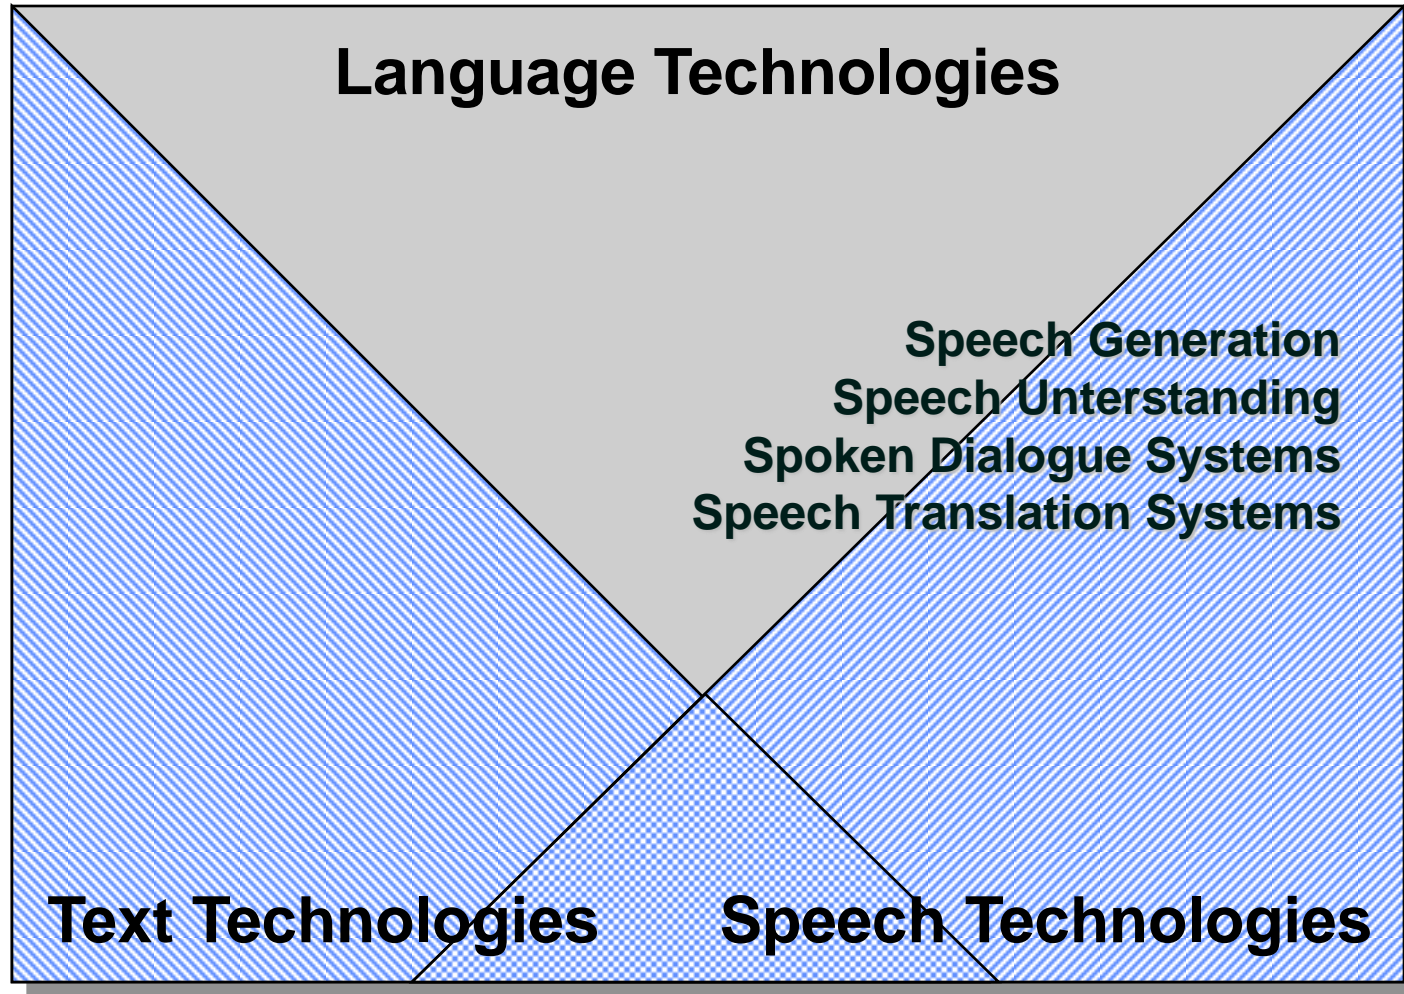 Language Technologies
Speech Generation
Speech Unterstanding
Spoken Dialogue Systems
Speech Translation Systems
Text Technologies
Speech Technologies